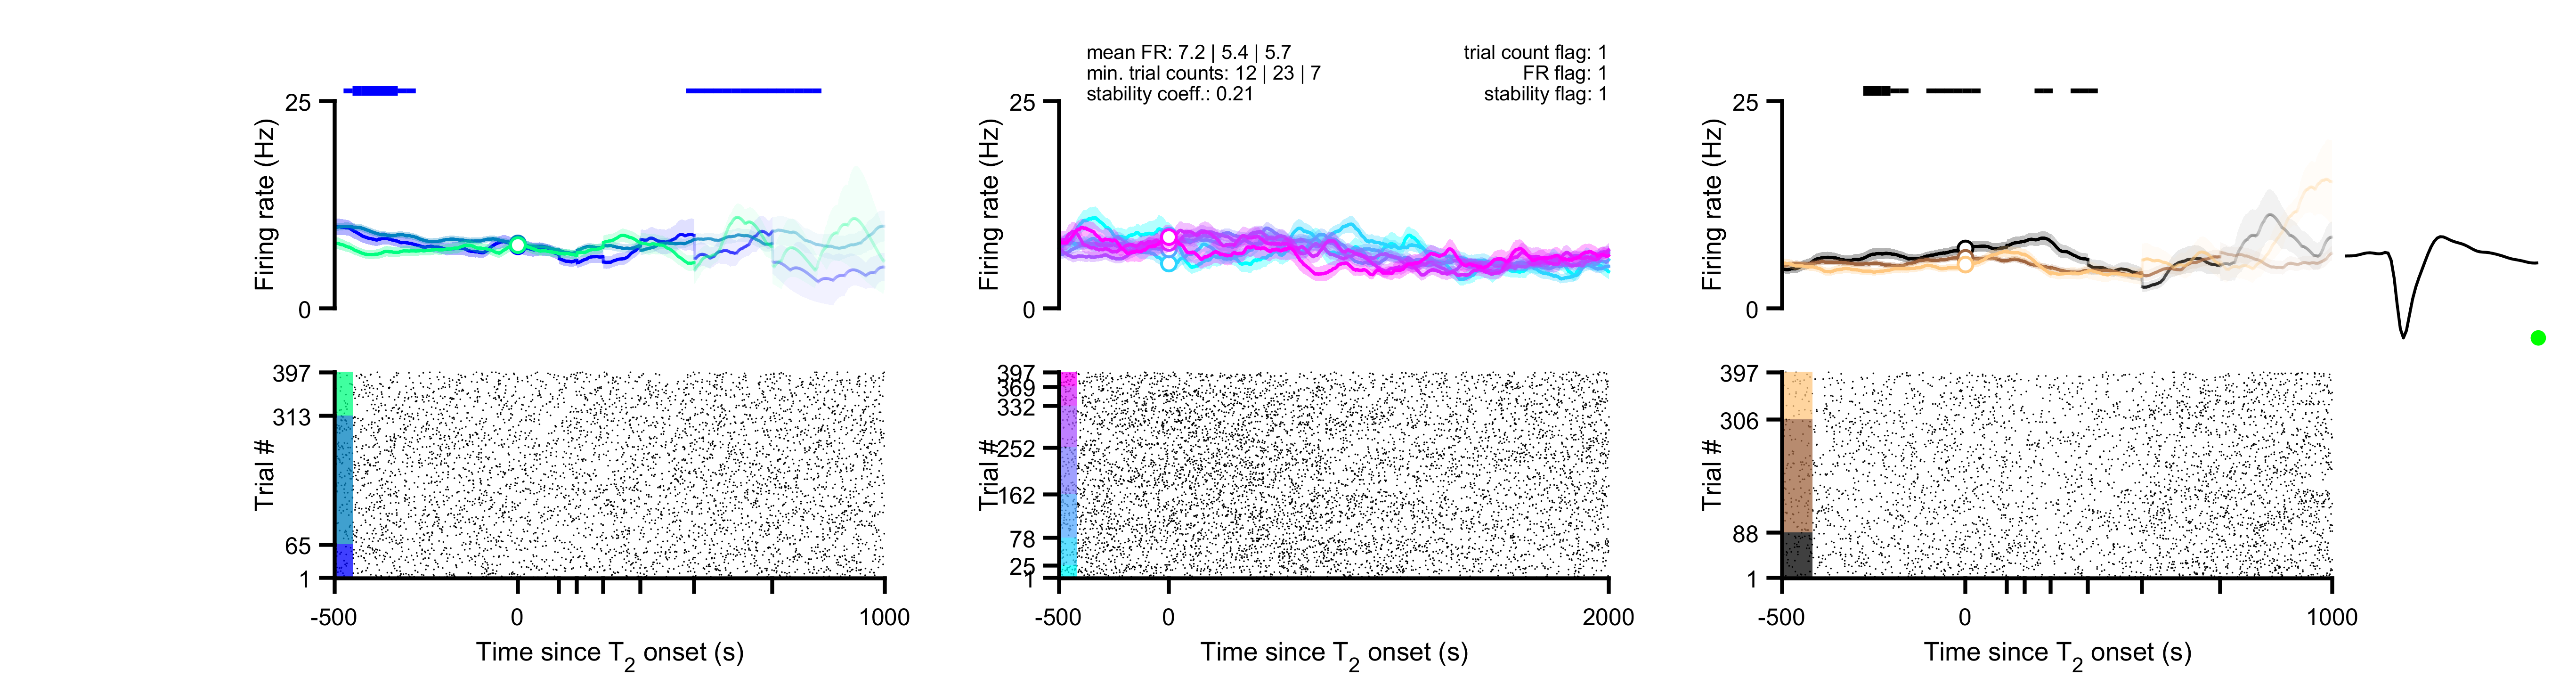 mean FR: 7.2 | 5.4 | 5.7
min. trial counts: 12 | 23 | 7
stability coeff.: 0.21
trial count flag: 1
FR flag: 1
stability flag: 1
25
Firing rate (Hz)
0
25
Firing rate (Hz)
0
25
Firing rate (Hz)
0
397
313
Trial #
65
1
-500
0
1000
Time since T2 onset (s)
397
369
332
252
Trial #
162
78
25
1
-500
0
2000
Time since T2 onset (s)
397
306
Trial #
88
1
-500
0
1000
Time since T2 onset (s)